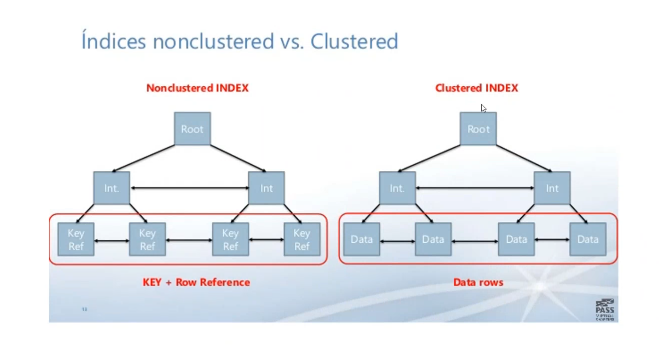 Índices nonclustered vs. Clustered
Nonclustered INDEX
Root
Int.
Int
Key
Ref
Key
Ref
Key
Ref
Key
Ref
KEY + Row Reference
Clustered INDEX
Root
Int.
Int
Data
Data
Data
Data
Data rows
PASS